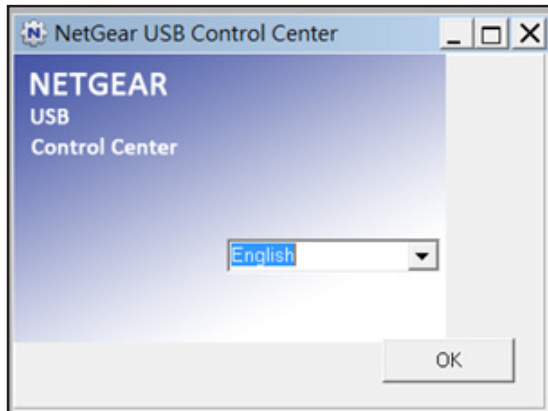 NetGear USB Control Center
NETGEAR
USB
Control Center
English
OK